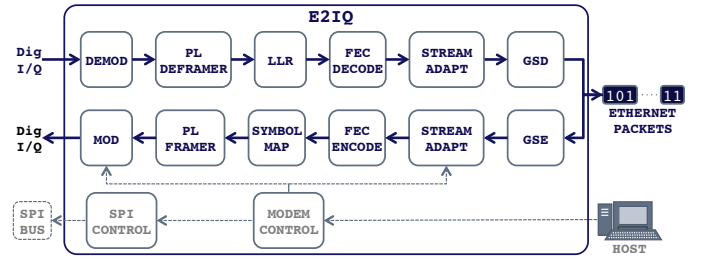 E2IQ
Dig
I/Q
DEMOD
PL
DEFRAMER
LLR
FEC
DECODE
STREAM
ADAPT
GSD
101 11
ETHERNET
PACKETS
Dig
I/Q
MOD
PL
FRAMER
SYMBOL
MAP
FEC
ENCODE
STREAM
ADAPT
GSE
SPI
BUS
SPI
CONTROL
MODEM
CONTROL
HOST